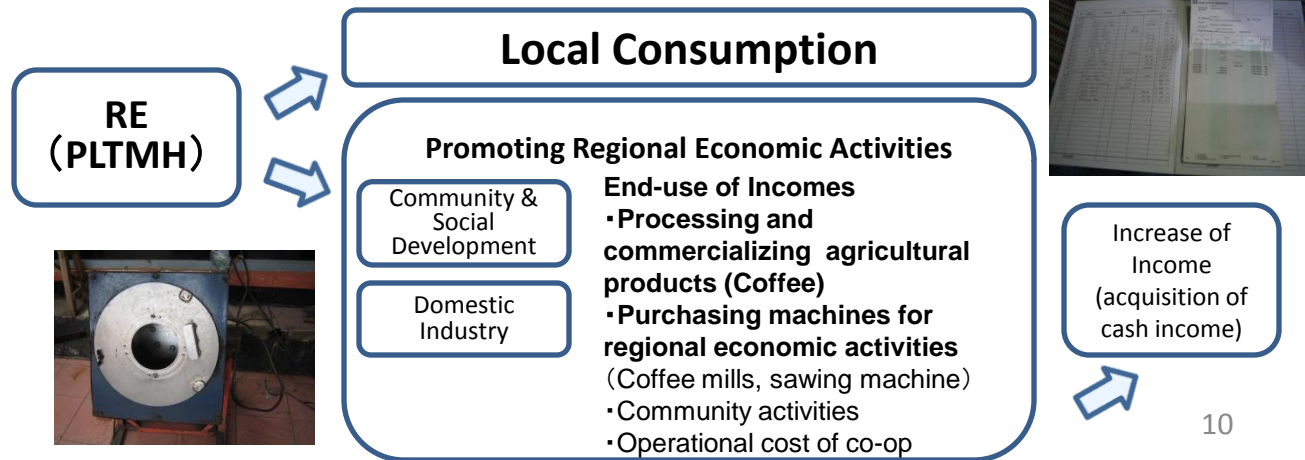 Local Consumption
RE
（PLTMH）
Promoting Regional Economic Activities
Community &
Social
Development
Domestic
Industry
End-use of Incomes
・Processing and
commercializing agricultural
products (Coffee)
・Purchasing machines for
regional economic activities
（Coffee mills, sawing machine）
・Community activities
・Operational cost of co-op
Increase of
Income
(acquisition of
cash income)
10